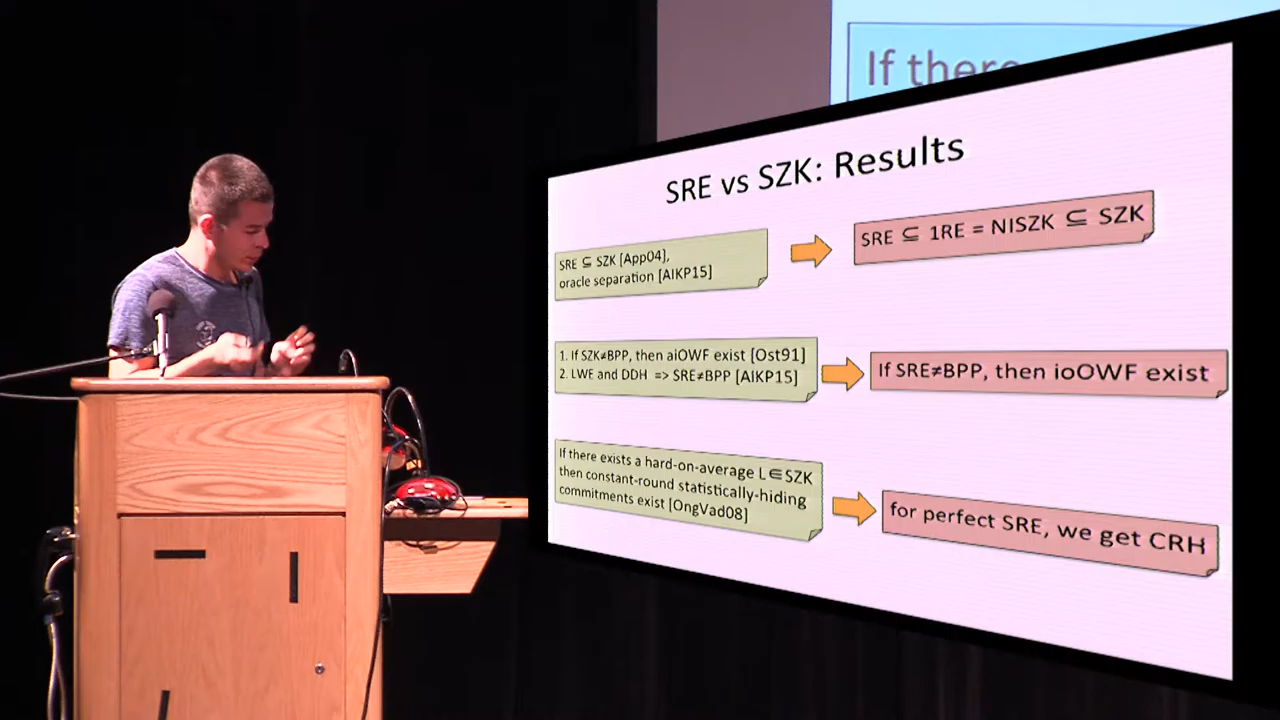 If there
SRE vs SZK: Results
SRE ⊆ SZK [App04],
oracle separation [AIKP15]
SRE ⊆ 1RE = NISZK ⊆ SZK
1. If SZK≠BPP, then aiOWF exist [Ost91]
2. LWE and DDH => SRE≠BPP [AIKP15]
If SRE≠BPP, then ioOWF exist
If there exists a hard-on-average L∈SZK
then constant-round statistically-hiding
commitments exist [OngVad08]
for perfect SRE, we get CRH